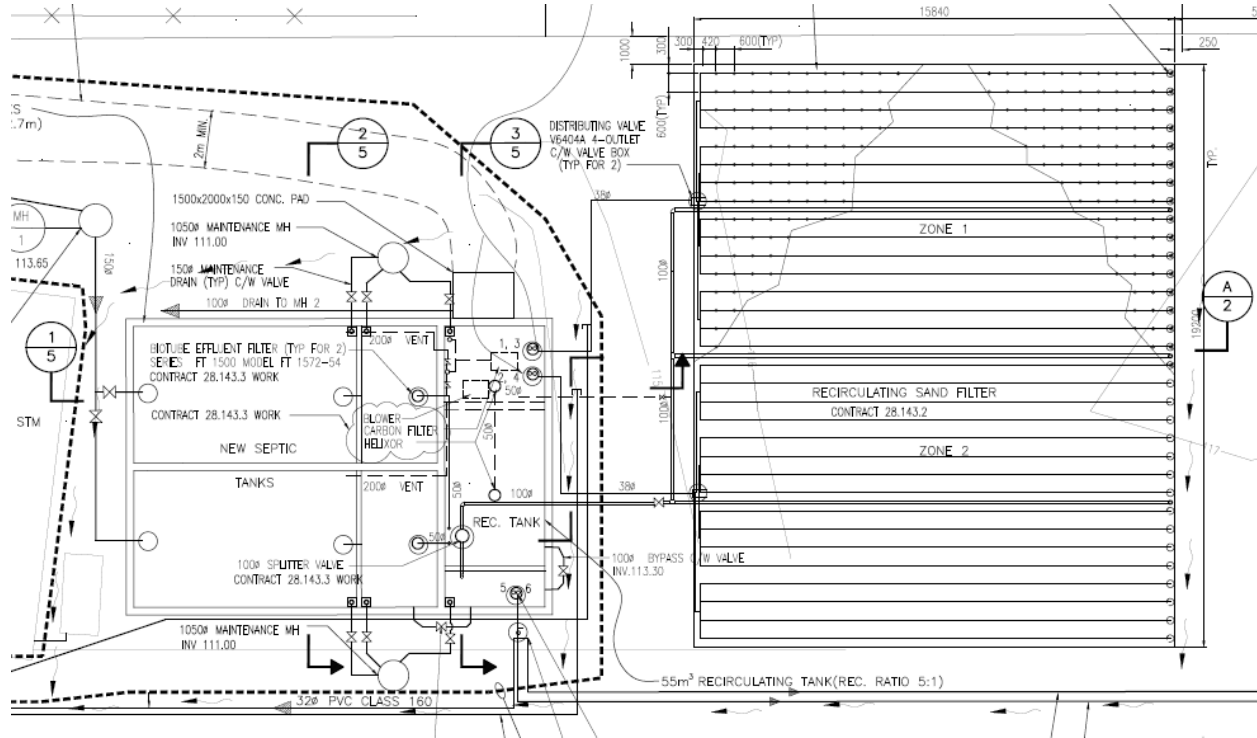 15840
300
420
600(TYP)
250
1000
300
600(TYP)
TYP.
19200
.7m)
2m MIN.
2
5
3
5
DISTRIBUTING VALVE
V6404A 4-OUTLET
C/W VALVE BOX
(TYP FOR 2)
1500x2000x150 CONC. PAD
38ø
MH
1
113.65
150ø
1050ø MAINTENANCE MH
INV 111.00
150ø MAINTENANCE
DRAIN (TYP) C/W VALVE
100ø DRAIN TO MH 2
100ø
ZONE 1
A
2
1
5
200ø VENT
1, 3
BIOTUBE EFFLUENT FILTER (TYP FOR 2)
SERIES FT 1500 MODEL FT 1572-54
CONTRACT 28.143.3 WORK
2, 4
50ø
STM
CONTRACT 28.143.3 WORK
BLOWER
CARBON FILTER
HELIXOR
50ø
NEW SEPTIC
TANKS
115
116
100ø
RECIRCULATING SAND FILTER
CONTRACT 28.143.2
ZONE 2
117
200ø VENT
50ø
100ø
38ø
REC. TANK
50ø
100ø SPLITTER VALVE
CONTRACT 28.143.3 WORK
100ø BYPASS C/W VALVE
INV.113.30
5
6
1050ø MAINTENANCE MH
INV 111.00
55m³ RECIRCULATING TANK(REC. RATIO 5:1)
32ø PVC CLASS 160